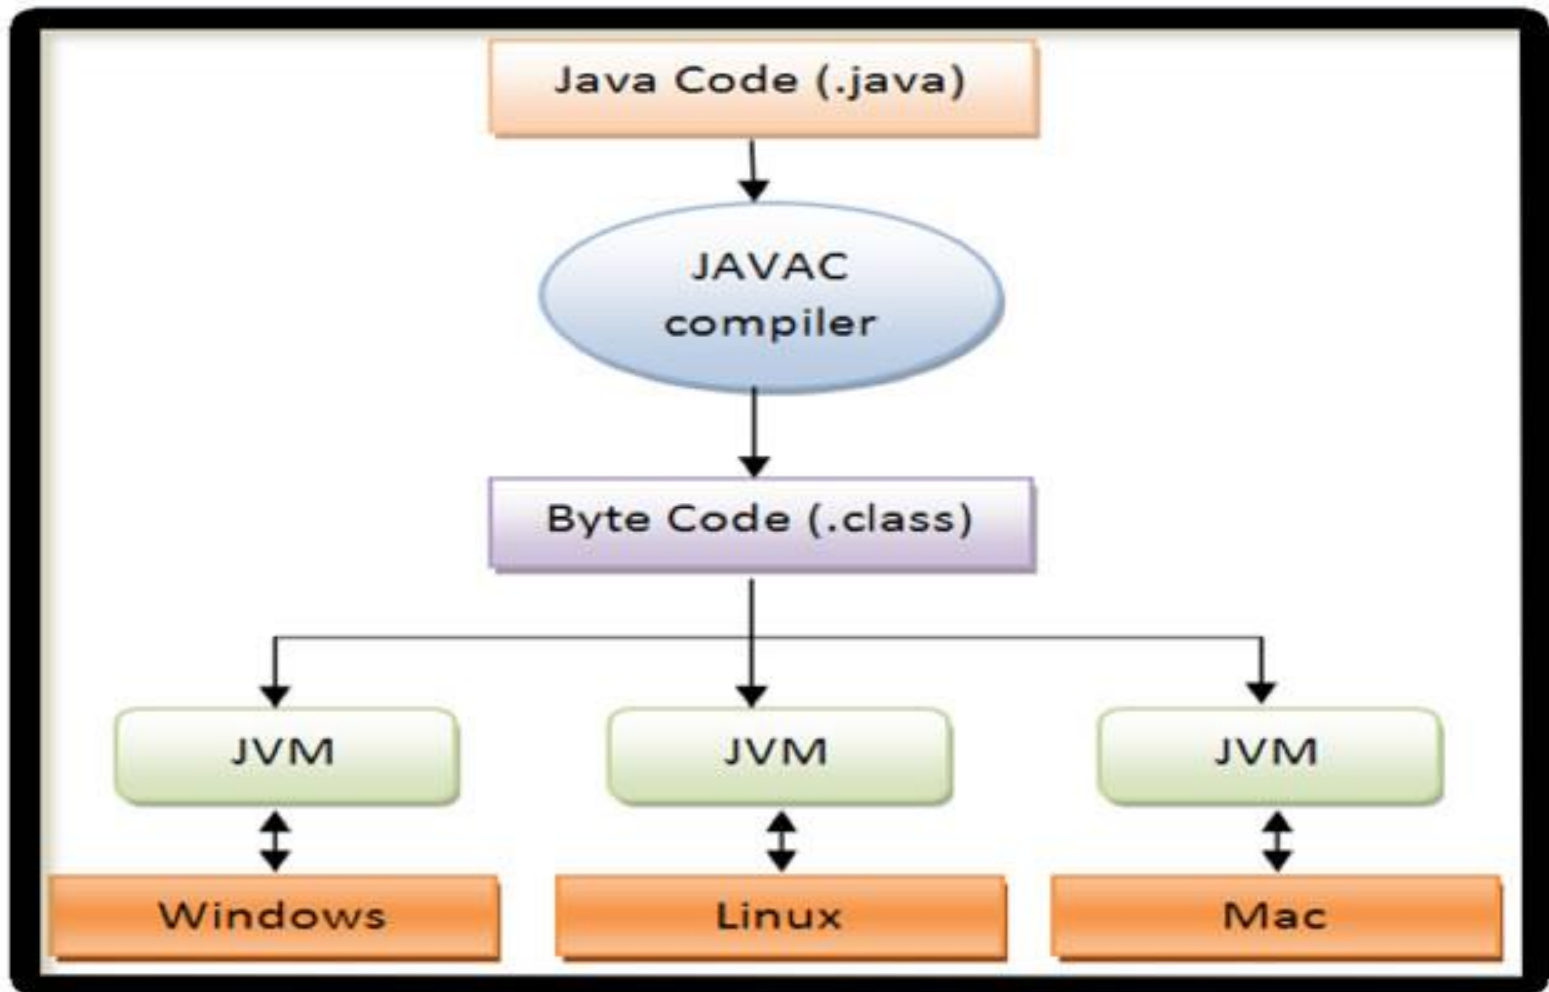 Java Code (.java)
JAVAC
compiler
Byte Code (.class)
JVM
JVM
JVM
Windows
Linux
Mac